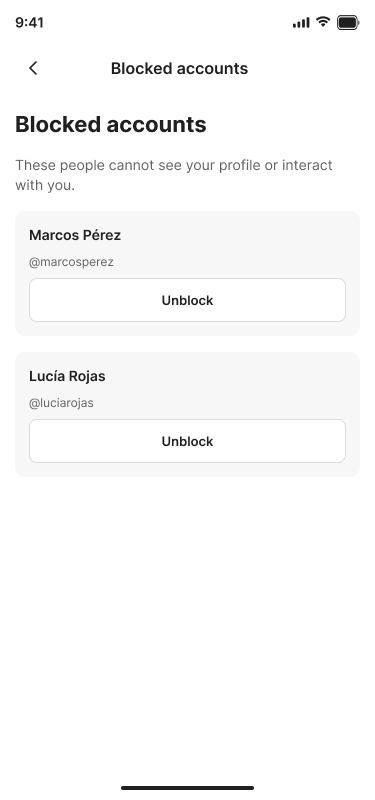 9:41
Blocked accounts
Blocked accounts
These people cannot see your profile or interact
with you.
Marcos Pérez
@marcosperez
Unblock
Lucía Rojas
@luciarojas
Unblock